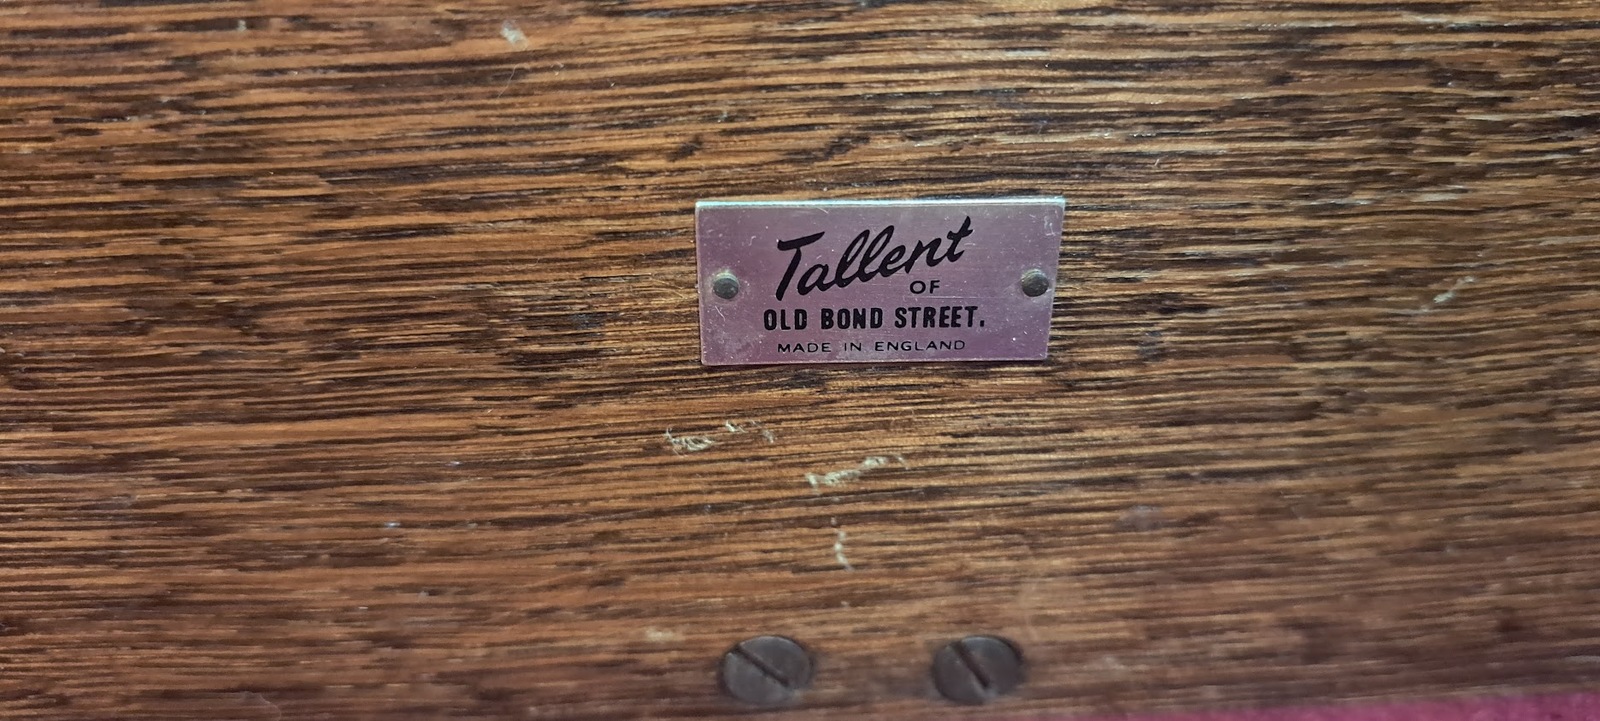 Tallent
OF
OLD BOND STREET.
MADE IN ENGLAND